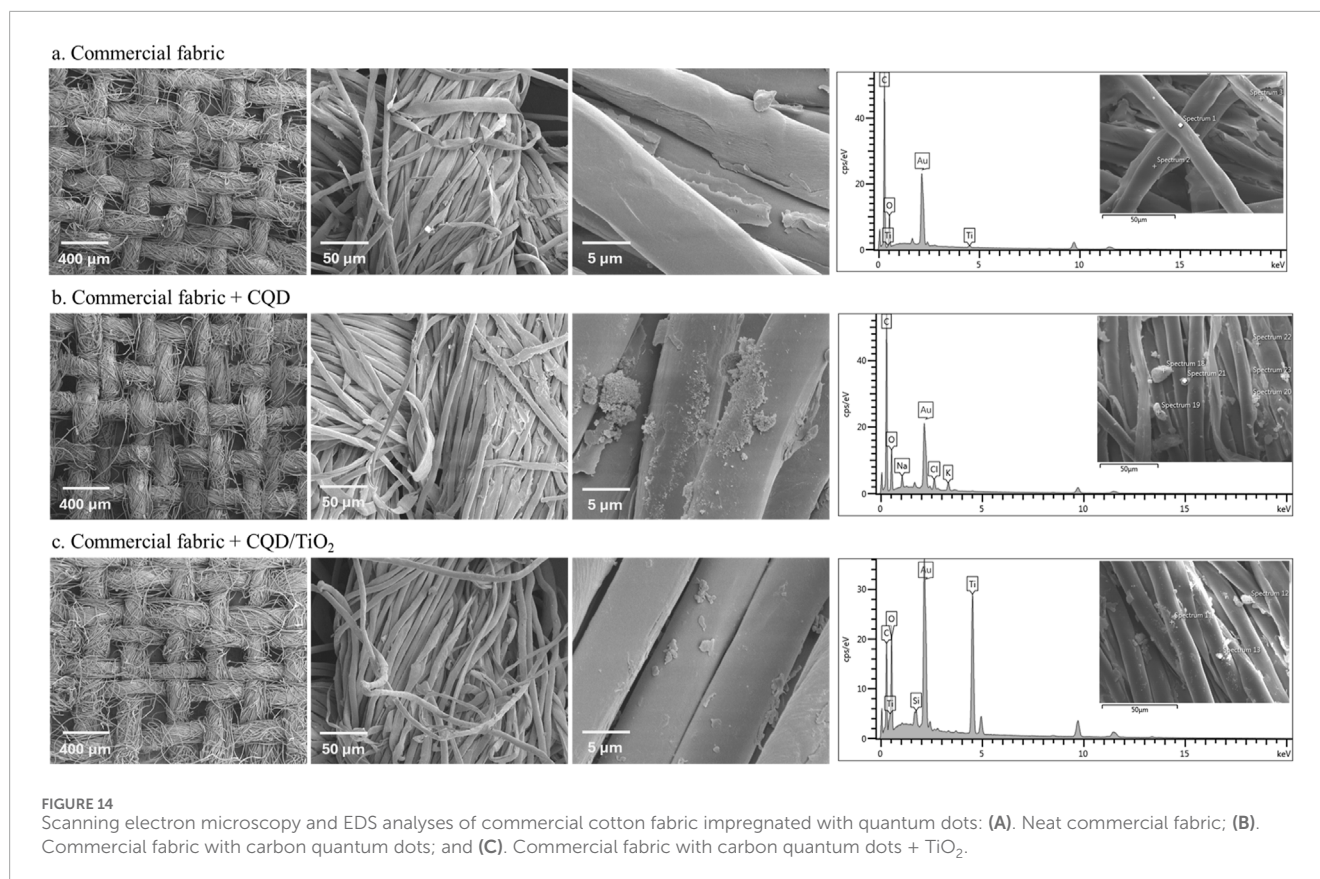 a. Commercial fabric
400 µm
50 µm
5 µm
cps/eV
40
20
0
C
O
Ti
Au
Ti
0
5
10
15
keV
Spectrum 1
Spectrum 2
Spectrum 3
50µm
b. Commercial fabric + CQD
400 µm
50 µm
5 µm
cps/eV
40
20
0
C
O
Na
Au
Cl
K
0
5
10
15
keV
Spectrum 22
Spectrum 18
Spectrum 21
Spectrum 23
Spectrum 19
Spectrum 20
50µm
c. Commercial fabric + CQD/TiO₂
400 µm
50 µm
5 µm
cps/eV
30
20
10
0
C
O
Ti
Si
Au
Ti
0
5
10
15
keV
Spectrum 12
Spectrum 13
50µm
FIGURE 14
Scanning electron microscopy and EDS analyses of commercial cotton fabric impregnated with quantum dots: (A). Neat commercial fabric; (B).
Commercial fabric with carbon quantum dots; and (C). Commercial fabric with carbon quantum dots + TiO₂.